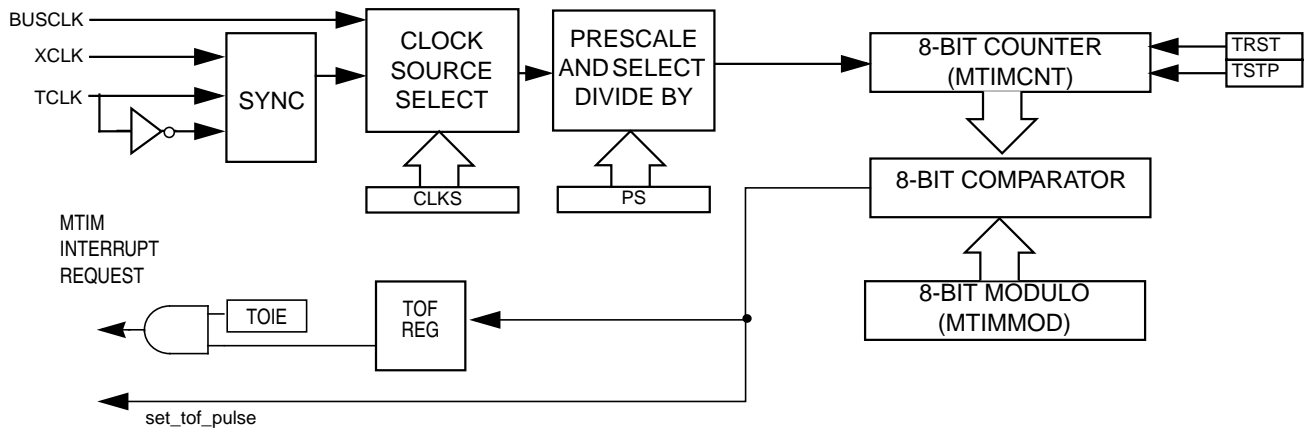 BUSCLK
XCLK
TCLK
SYNC
CLOCK
SOURCE
SELECT
PRESCALE
AND SELECT
DIVIDE BY
8-BIT COUNTER
(MTIMCNT)
TRST
TSTP
CLKS
PS
8-BIT COMPARATOR
MTIM
INTERRUPT
REQUEST
8-BIT MODULO
(MTIMMOD)
TOIE
TOF
REG
set_tof_pulse